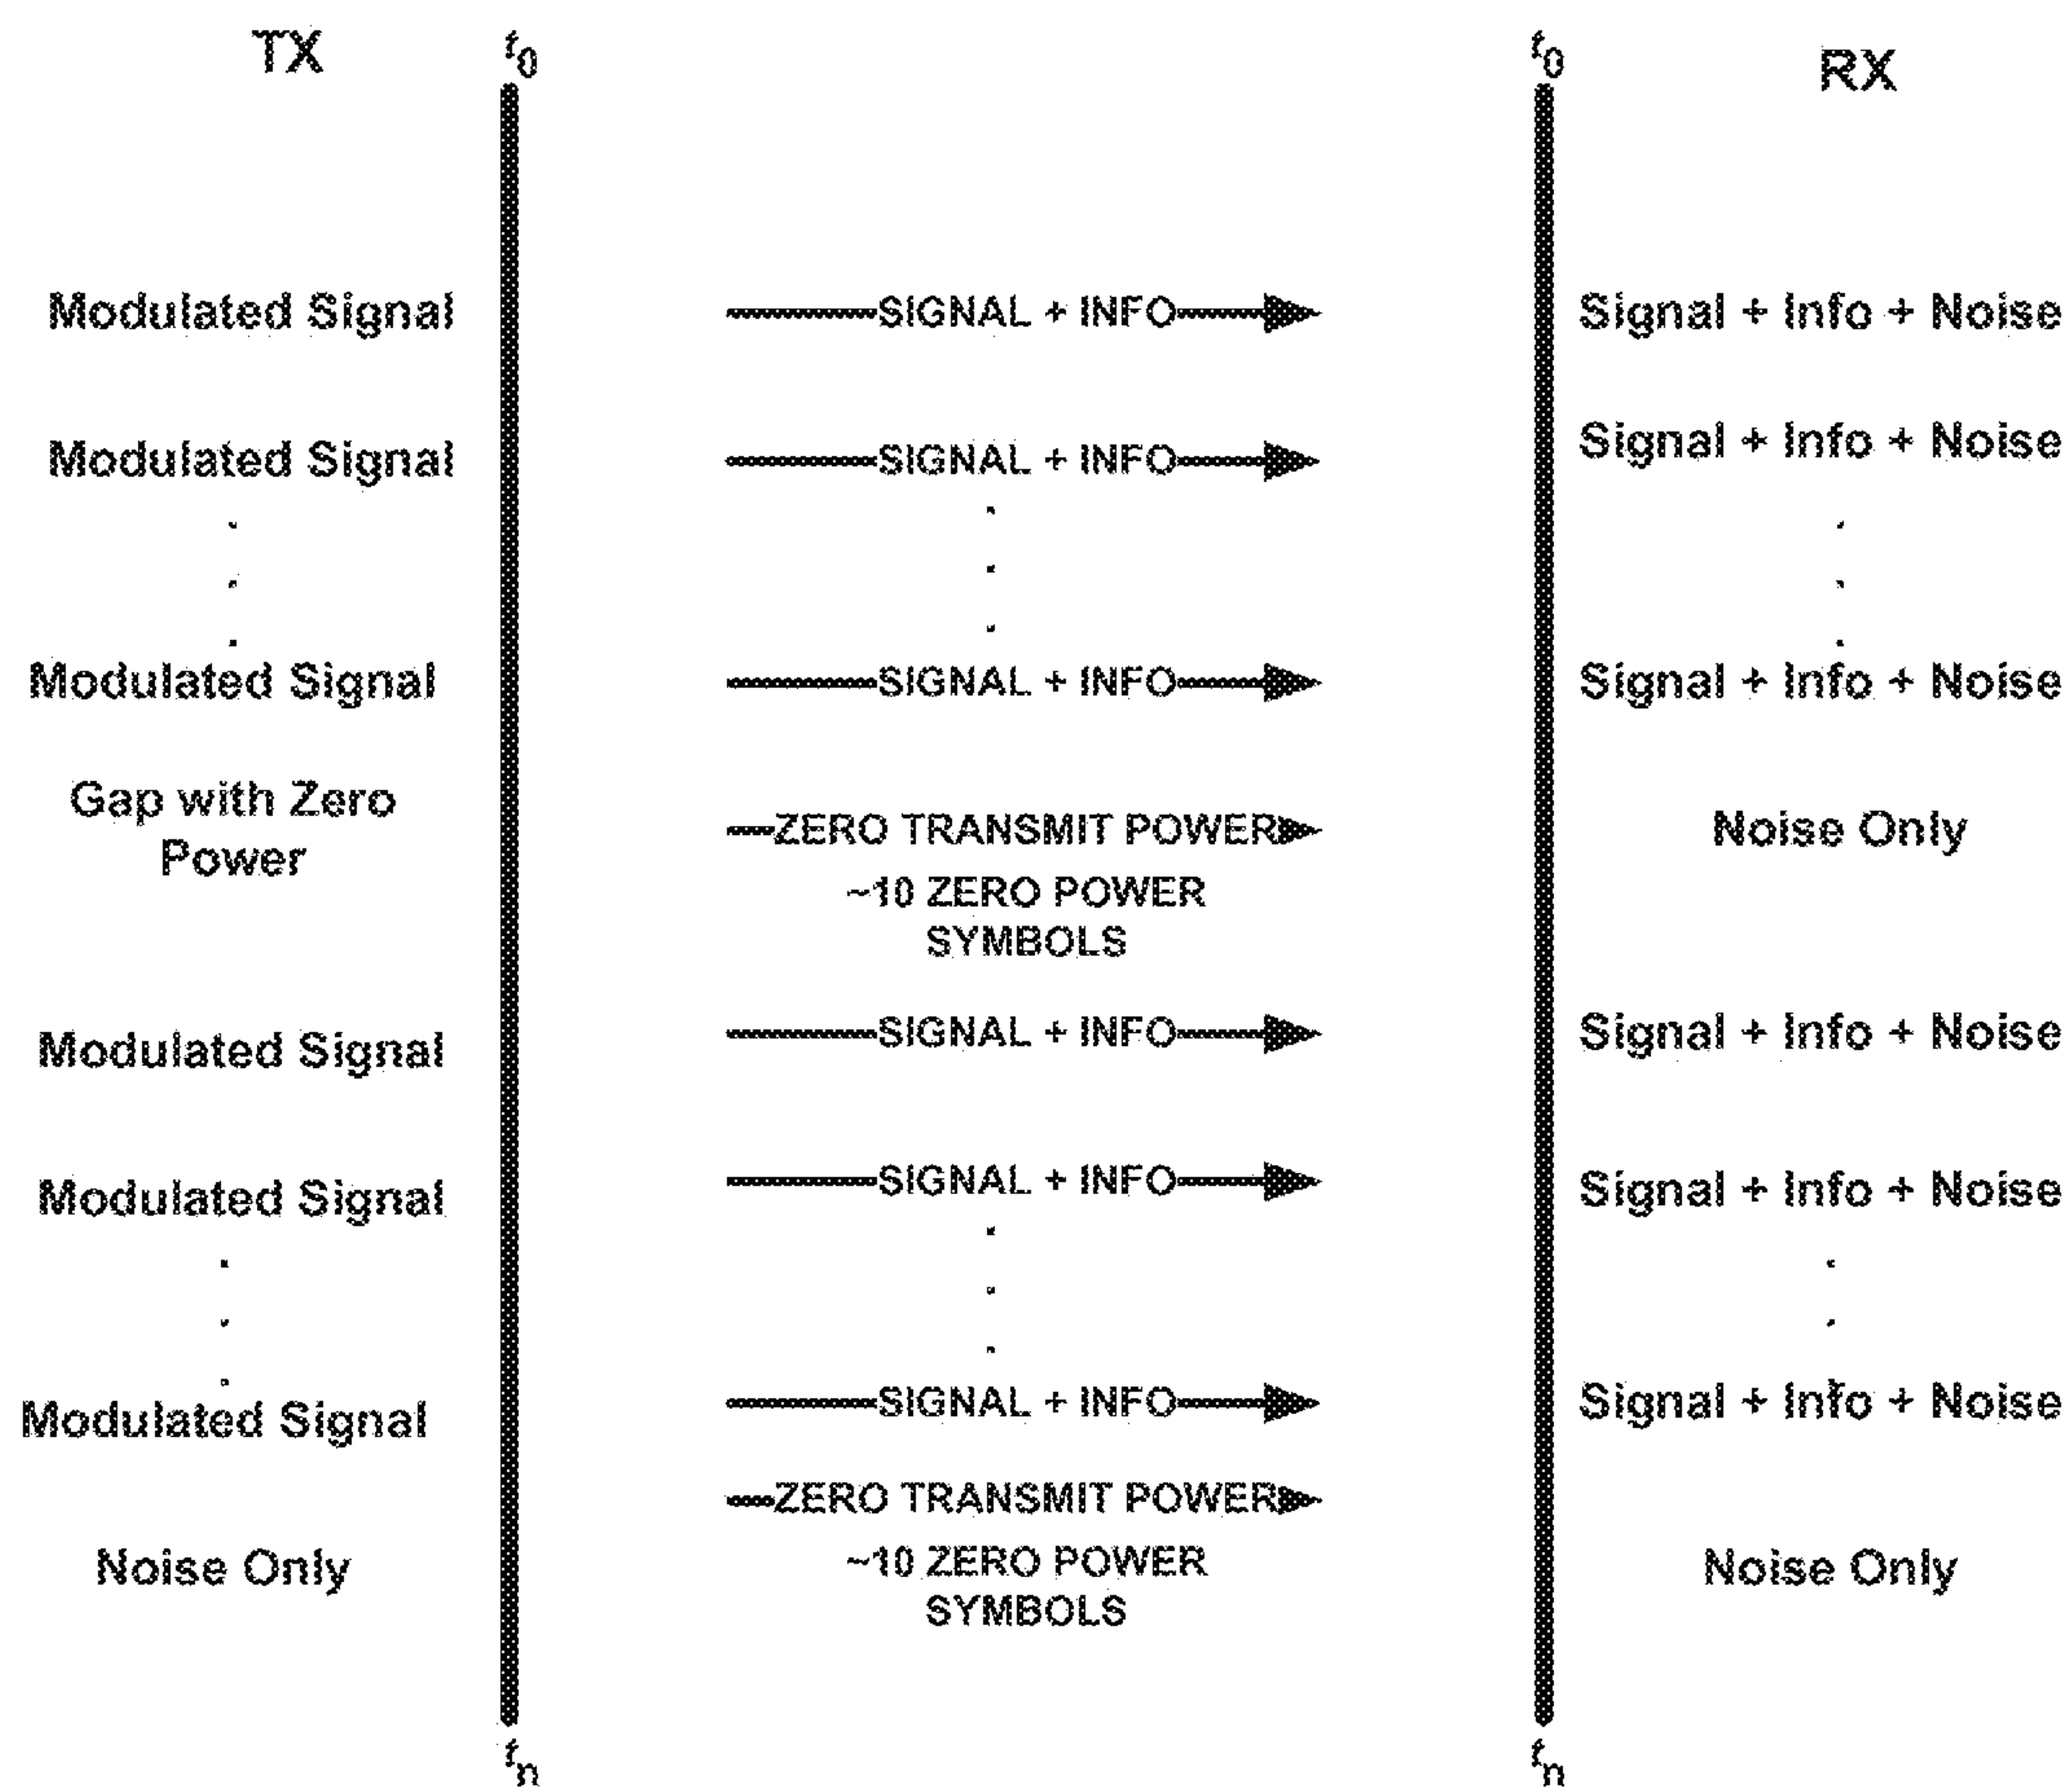 TX
t0
t0
RX
Modulated Signal
SIGNAL + INFO
Signal + Info + Noise
Modulated Signal
SIGNAL + INFO
Signal + Info + Noise
Modulated Signal
SIGNAL + INFO
Signal + Info + Noise
Gap with Zero
Power
ZERO TRANSMIT POWER
~10 ZERO POWER
SYMBOLS
Noise Only
Modulated Signal
SIGNAL + INFO
Signal + Info + Noise
Modulated Signal
SIGNAL + INFO
Signal + Info + Noise
Modulated Signal
SIGNAL + INFO
Signal + Info + Noise
Noise Only
ZERO TRANSMIT POWER
~10 ZERO POWER
SYMBOLS
Noise Only
tn
tn